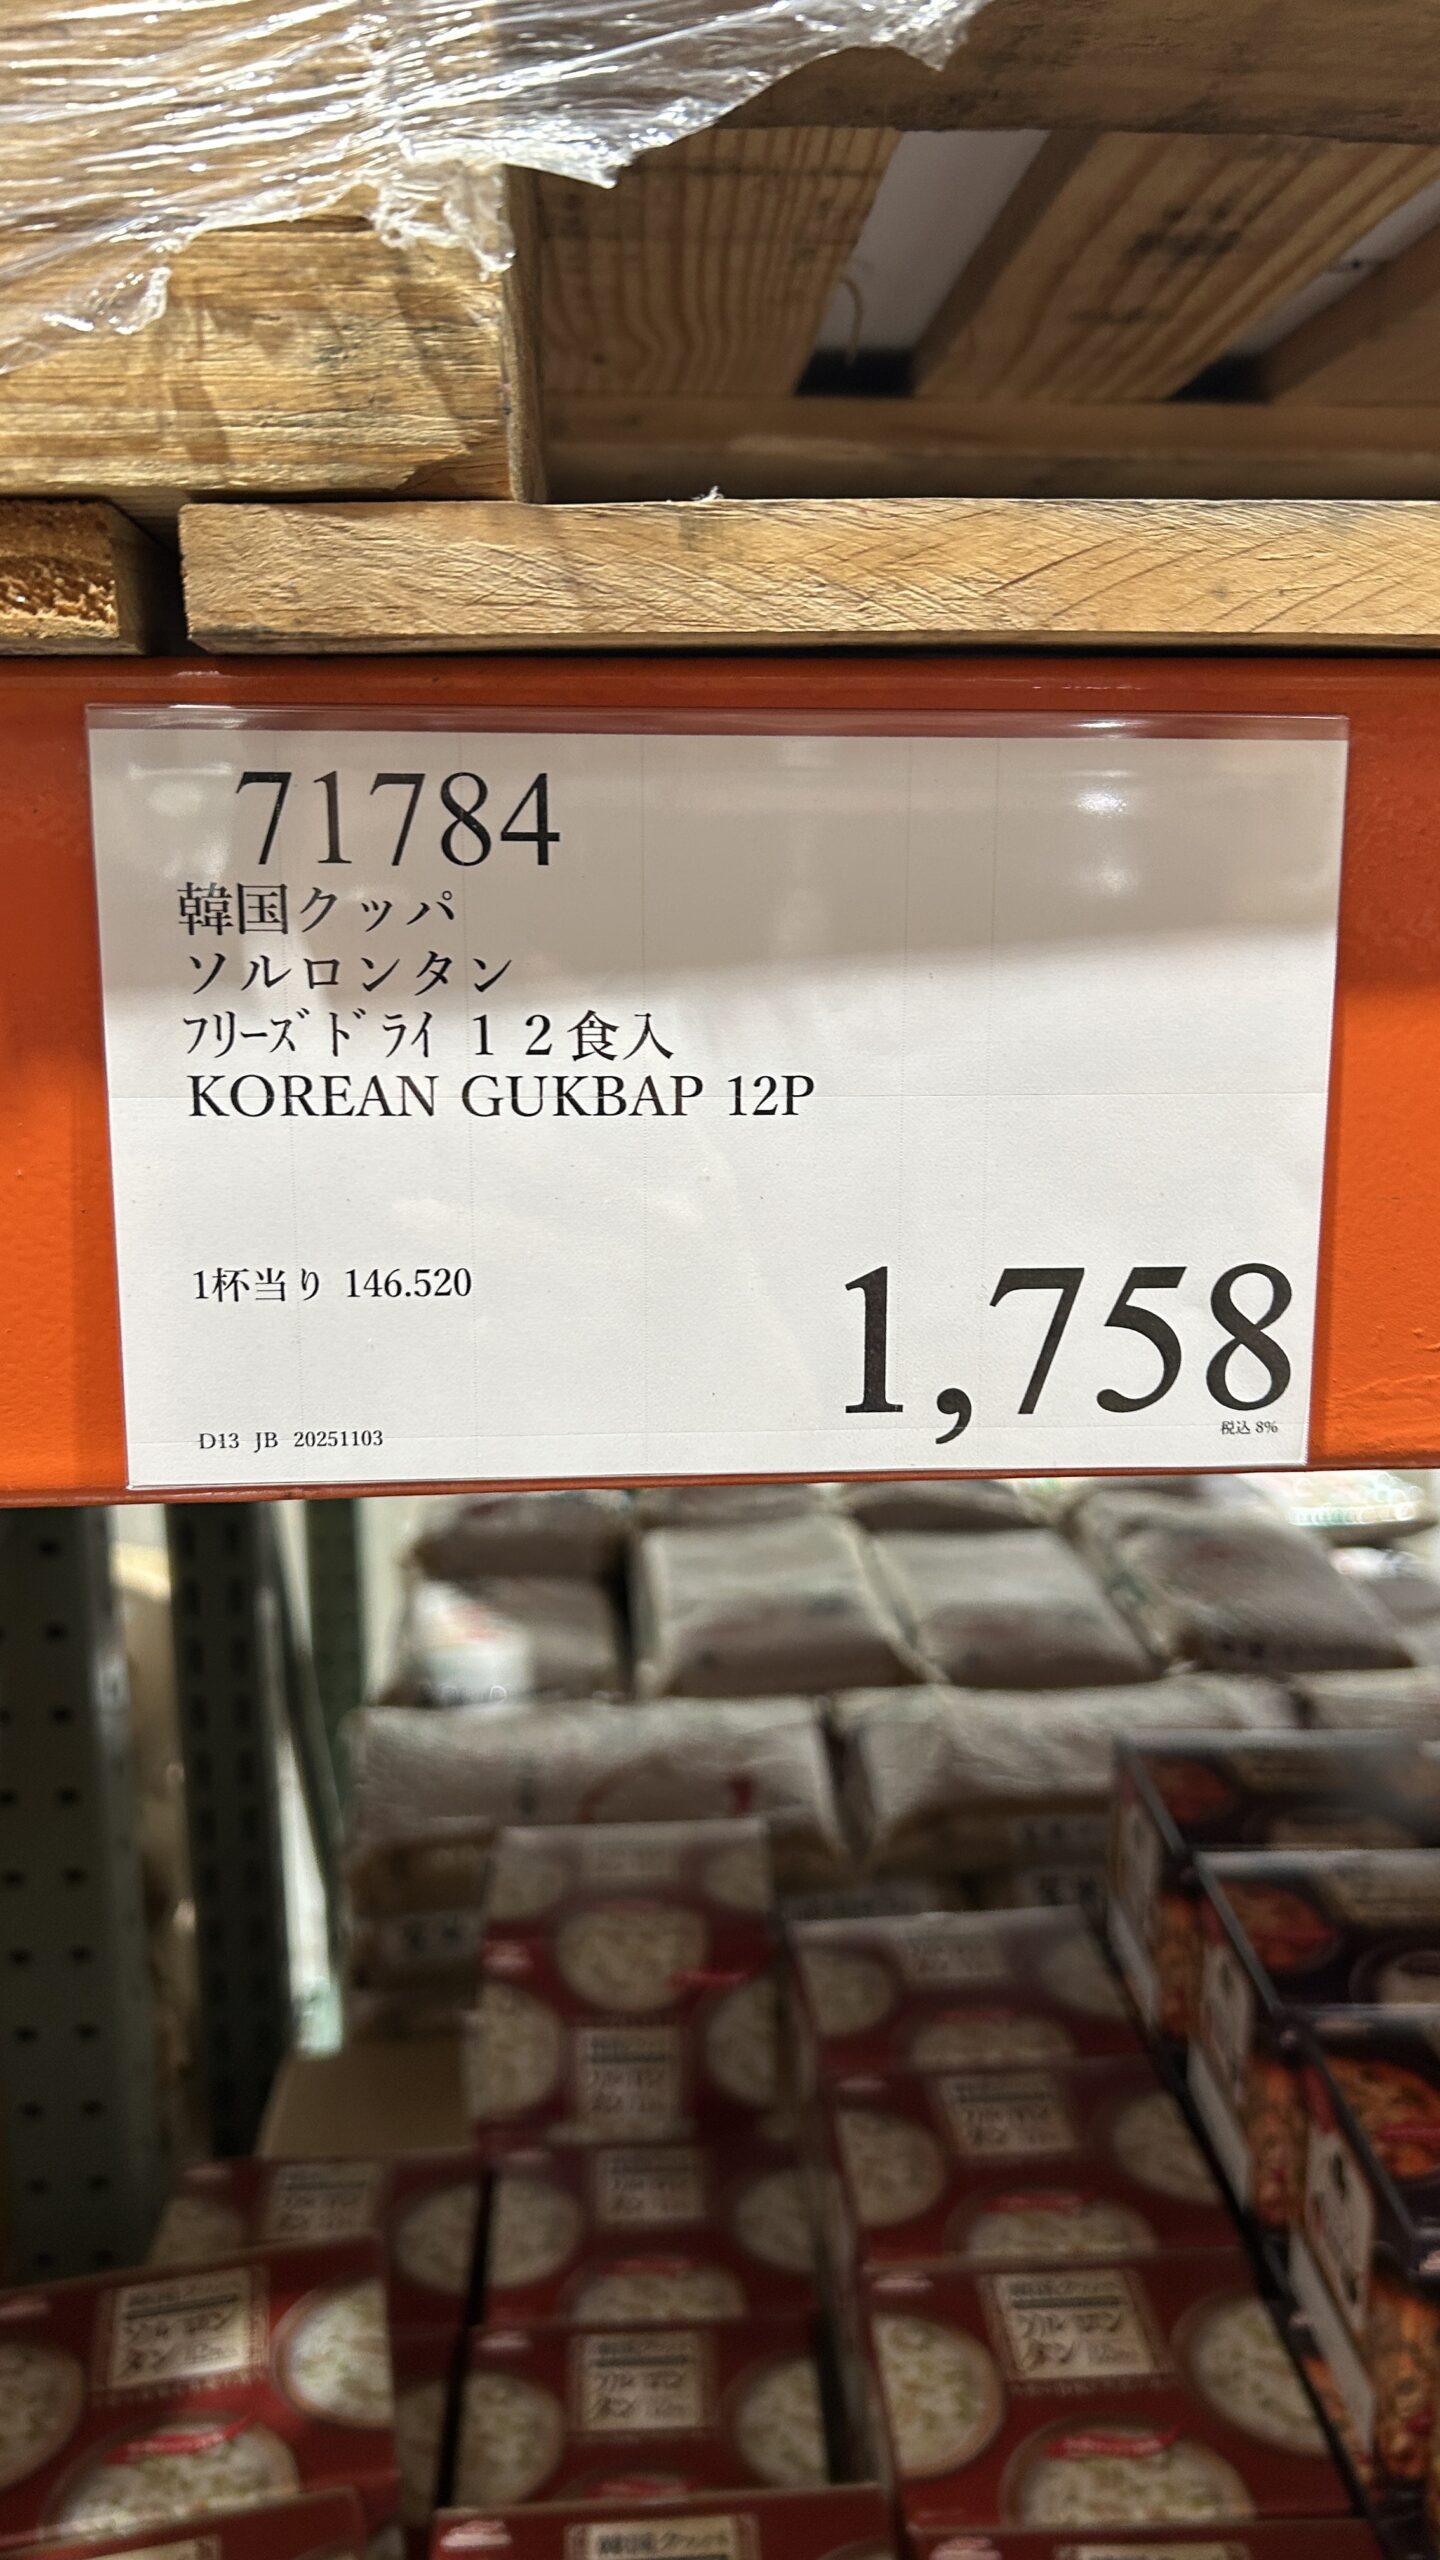 71784
韓国クッパ
ソルロンタン
ﾌﾘｰｽﾞﾄﾞﾗｲ １２食入
KOREAN GUKBAP 12P
1杯当り 146.520
1,758
税込 8%
D13 JB 20251103